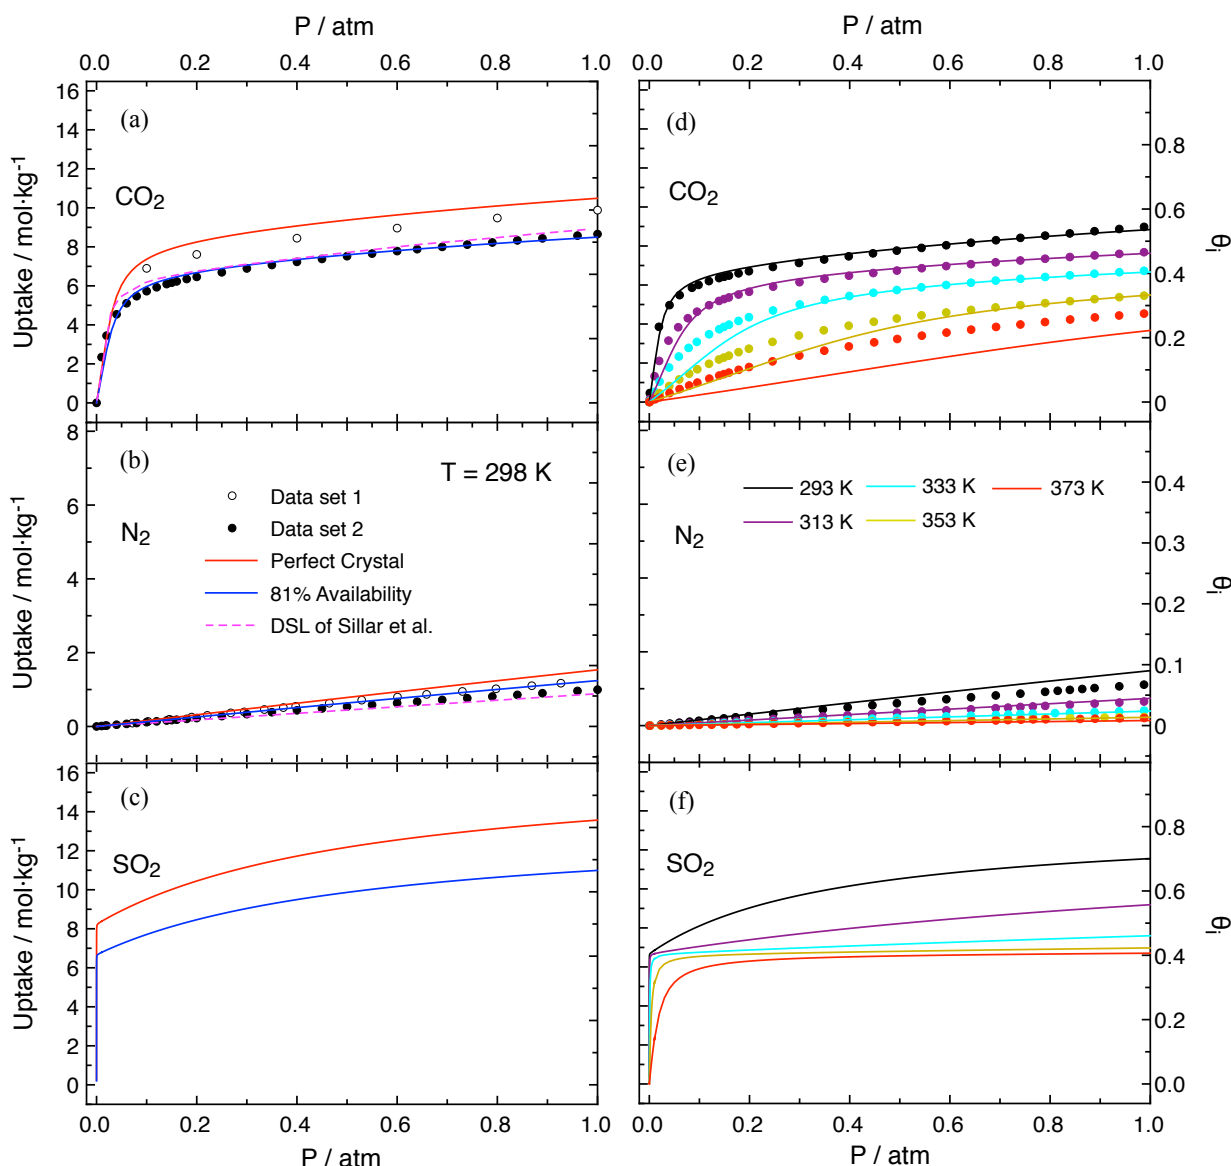 P / atm
P / atm
0.0 0.2 0.4 0.6 0.8 1.0
0.0 0.2 0.4 0.6 0.8 1.0
(a)
CO2
Uptake / mol·kg-1
16
14
12
10
8
6
4
2
0
(d)
CO2
0.8
0.6
0.4
0.2
0
θi
(b)
N2
T = 298 K
Data set 1
Data set 2
Perfect Crystal
81% Availability
DSL of Sillar et al.
Uptake / mol·kg-1
8
6
4
2
0
(e)
N2
293 K
333 K
373 K
313 K
353 K
0.4
0.3
0.2
0.1
0
θi
(c)
SO2
Uptake / mol·kg-1
16
14
12
10
8
6
4
2
0
(f)
SO2
0.8
0.6
0.4
0.2
0.0
θi
0.0 0.2 0.4 0.6 0.8 1.0
0.0 0.2 0.4 0.6 0.8 1.0
P / atm
P / atm